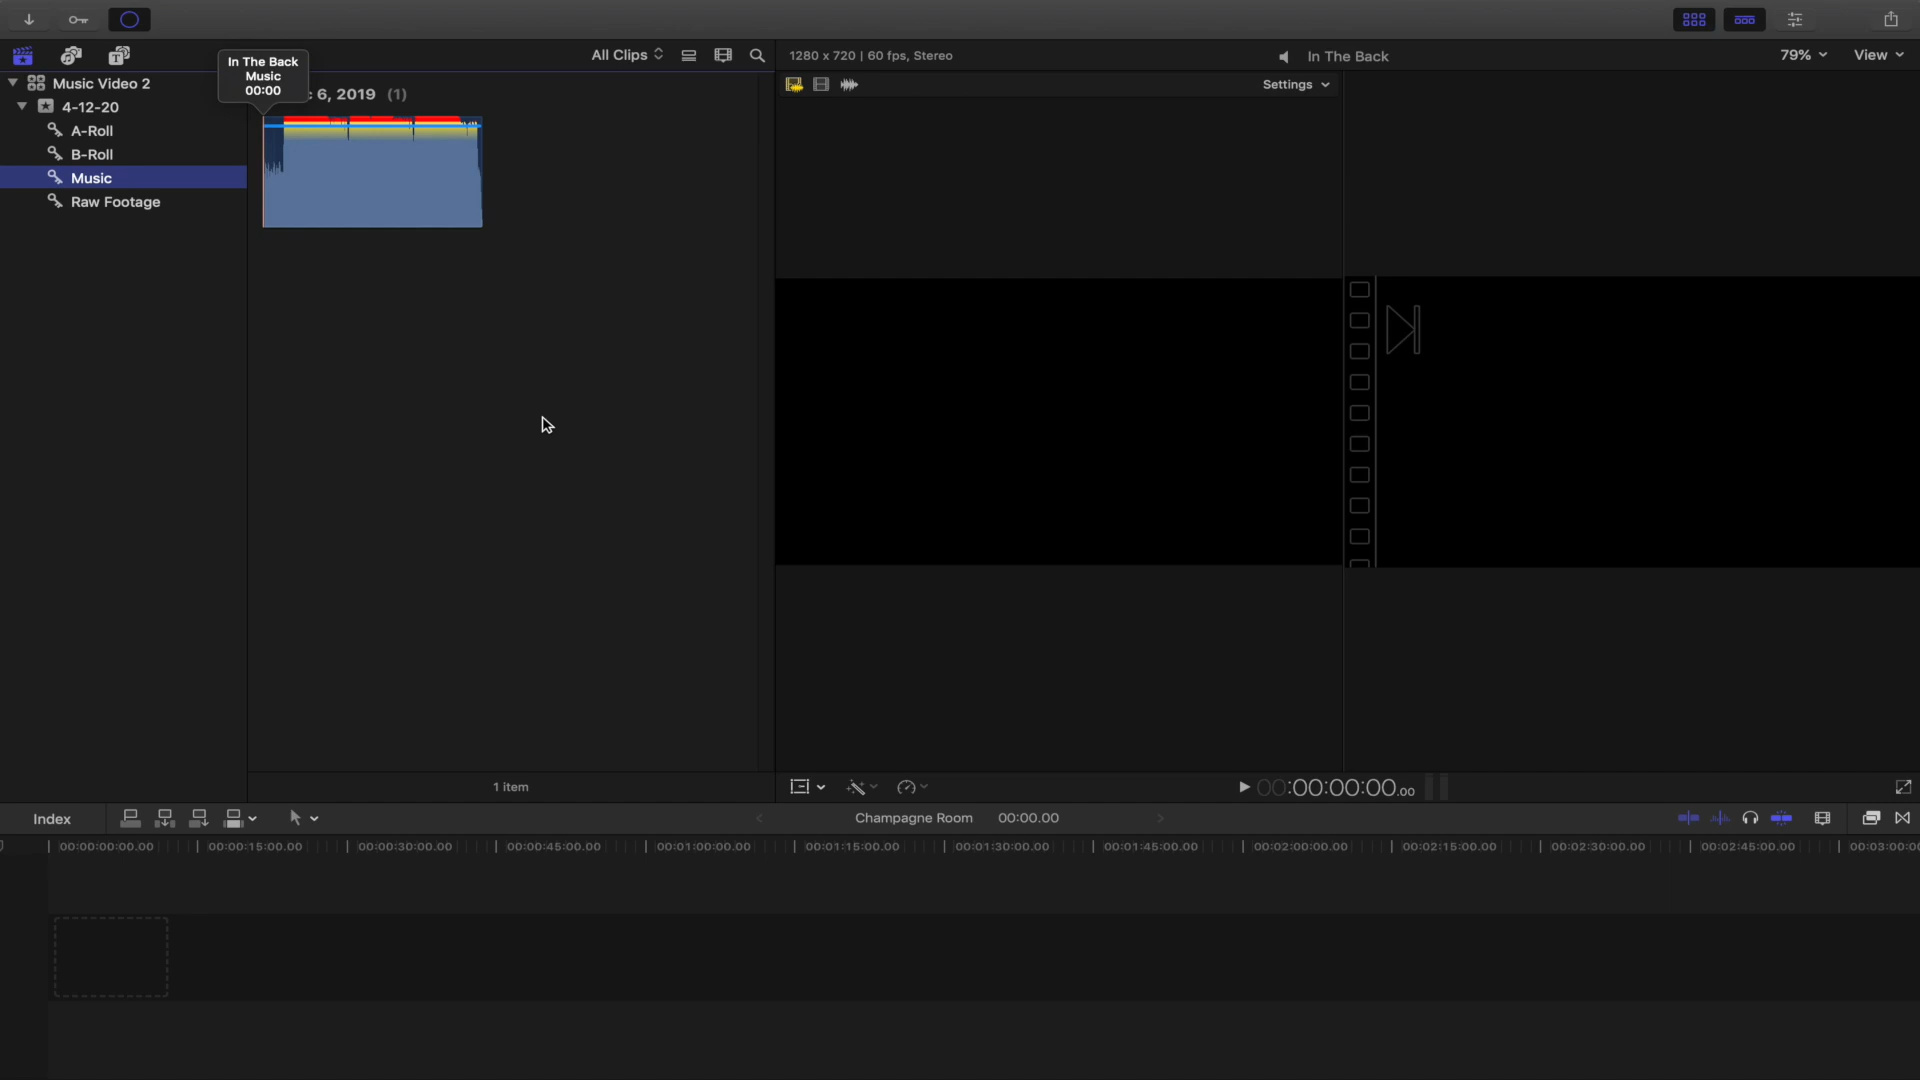 All Clips
1280 x 720 | 60 fps, Stereo
In The Back
79%
View
In The Back
Music
00:00
6, 2019 (1)
Settings
Music Video 2
4-12-20
A-Roll
B-Roll
Music
Raw Footage
1 item
00:00:00:00.00
Index
Champagne Room 00:00.00
00:00:00:00.00
00:00:15:00.00
00:00:30:00.00
00:00:45:00.00
00:01:00:00.00
00:01:15:00.00
00:01:30:00.00
00:01:45:00.00
00:02:00:00.00
00:02:15:00.00
00:02:30:00.00
00:02:45:00.00
00:03:00:0